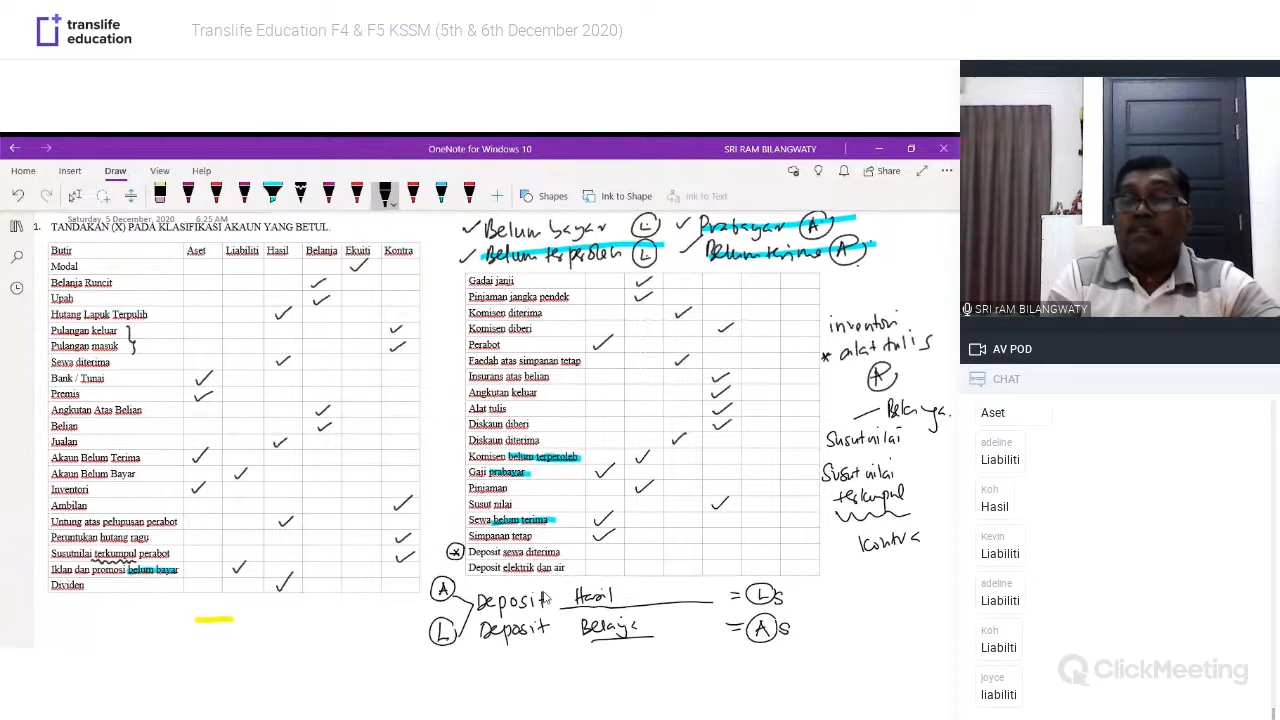 translife
education
Translife Education F4 & F5 KSSM (5th & 6th December 2020)
OneNote for Windows 10
SRI RAM BILANGWATY
Home Insert Draw View Help
Share
Shapes Ink to Shape Ink to Text
Saturday, 5 December, 2020 6:25 AM
1. TANDAKAN (X) PADA KLASIFIKASI AKAUN YANG BETUL.
Butir Aset Liabiliti Hasil Belanja Ekuiti Kontra
Modal
Belanja Runcit
Upah
Hutang Lapuk Terpulih
Pulangan keluar
Pulangan masuk
Sewa diterima
Bank / Tunai
Premis
Angkutan Atas Belian
Belian
Jualan
Akaun Belum Terima
Akaun Belum Bayar
Inventori
Ambilan
Untung atas pelupusan perabot
Peruntukan hutang ragu
Susutnilai terkumpul perabot
Iklan dan promosi belum bayar
Dividen
Belum bayar L
Prabayar A
Belum terperoleh L
Belum terima A
Gadai janji
Pinjaman jangka pendek
Komisen diterima
Komisen diberi
Perabot
Faedah atas simpanan tetap
Insurans atas belian
Angkutan keluar
Alat tulis
Diskaun diberi
Diskaun diterima
Komisen belum terperoleh
Gaji prabayar
Pinjaman
Susut nilai
Sewa belum terima
Simpanan tetap
Deposit sewa diterima
Deposit elektrik dan air
A Deposit Hasil = L S
L Deposit Belanja = A S
inventori
* alat tulis
A
— Belanja.
Susutnilai
Susut nilai
terkumpul
Kontra
SRI rAM BILANGWATY
AV POD
CHAT
Aset
adeline
Liabiliti
Koh
Hasil
Kevin
Liabiliti
adeline
Liabiliti
Koh
Liabilti
joyce
liabiliti
ClickMeeting